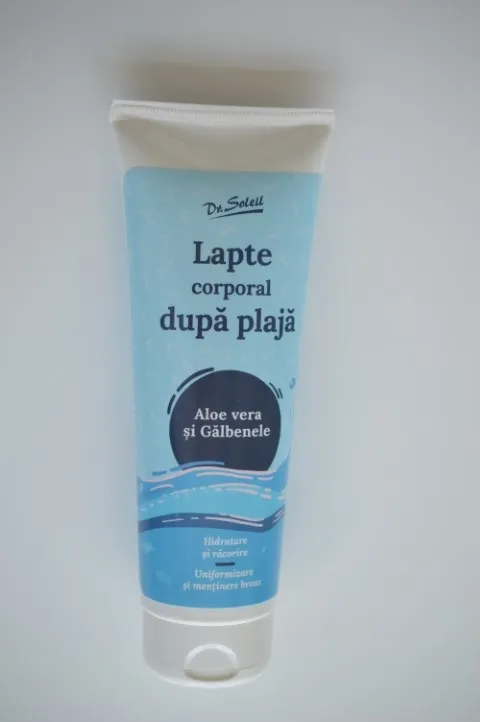 Dr. Soleil
Lapte
corporal
după plajă
Aloe vera
și Gălbenele
Hidratare
și răcorire
Uniformizare
și menținere bronz